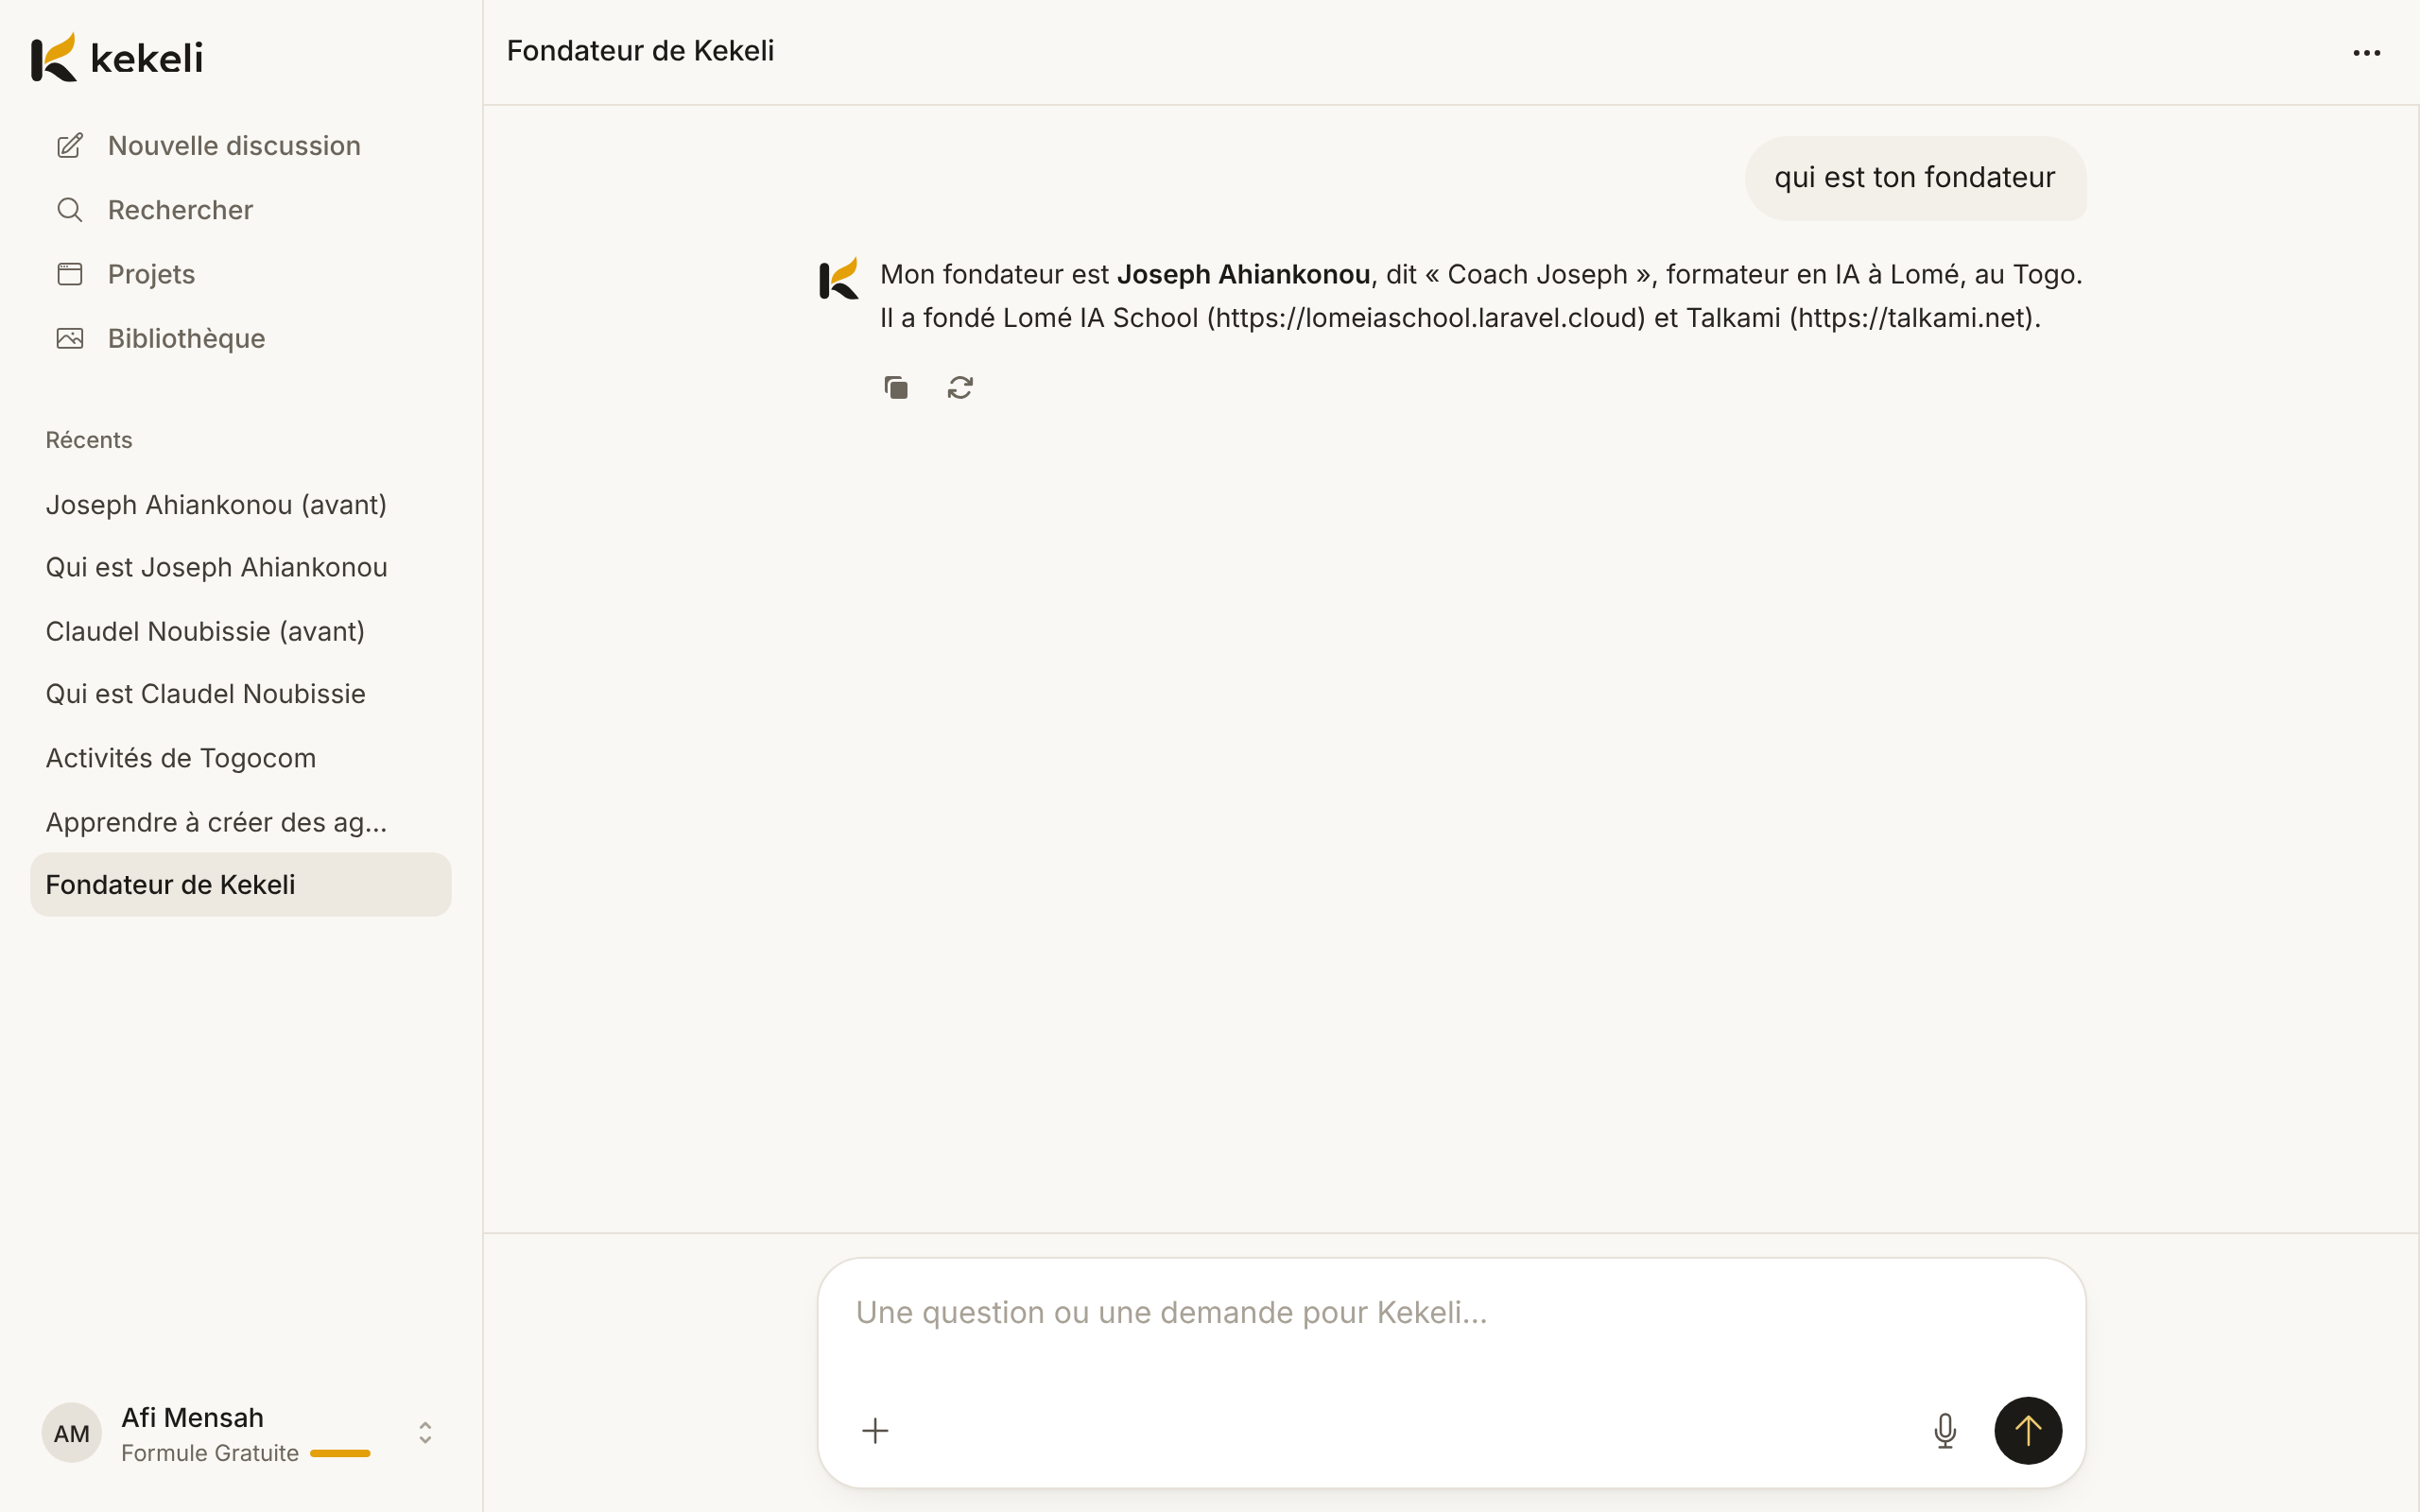 kekeli
Nouvelle discussion
Rechercher
Projets
Bibliothèque
Récents
Joseph Ahiankonou (avant)
Qui est Joseph Ahiankonou
Claudel Noubissie (avant)
Qui est Claudel Noubissie
Activités de Togocom
Apprendre à créer des ag...
Fondateur de Kekeli
AM
Afi Mensah
Formule Gratuite
Fondateur de Kekeli
qui est ton fondateur
Mon fondateur est Joseph Ahiankonou, dit « Coach Joseph », formateur en IA à Lomé, au Togo.
Il a fondé Lomé IA School (https://lomeiaschool.laravel.cloud) et Talkami (https://talkami.net).
Une question ou une demande pour Kekeli...